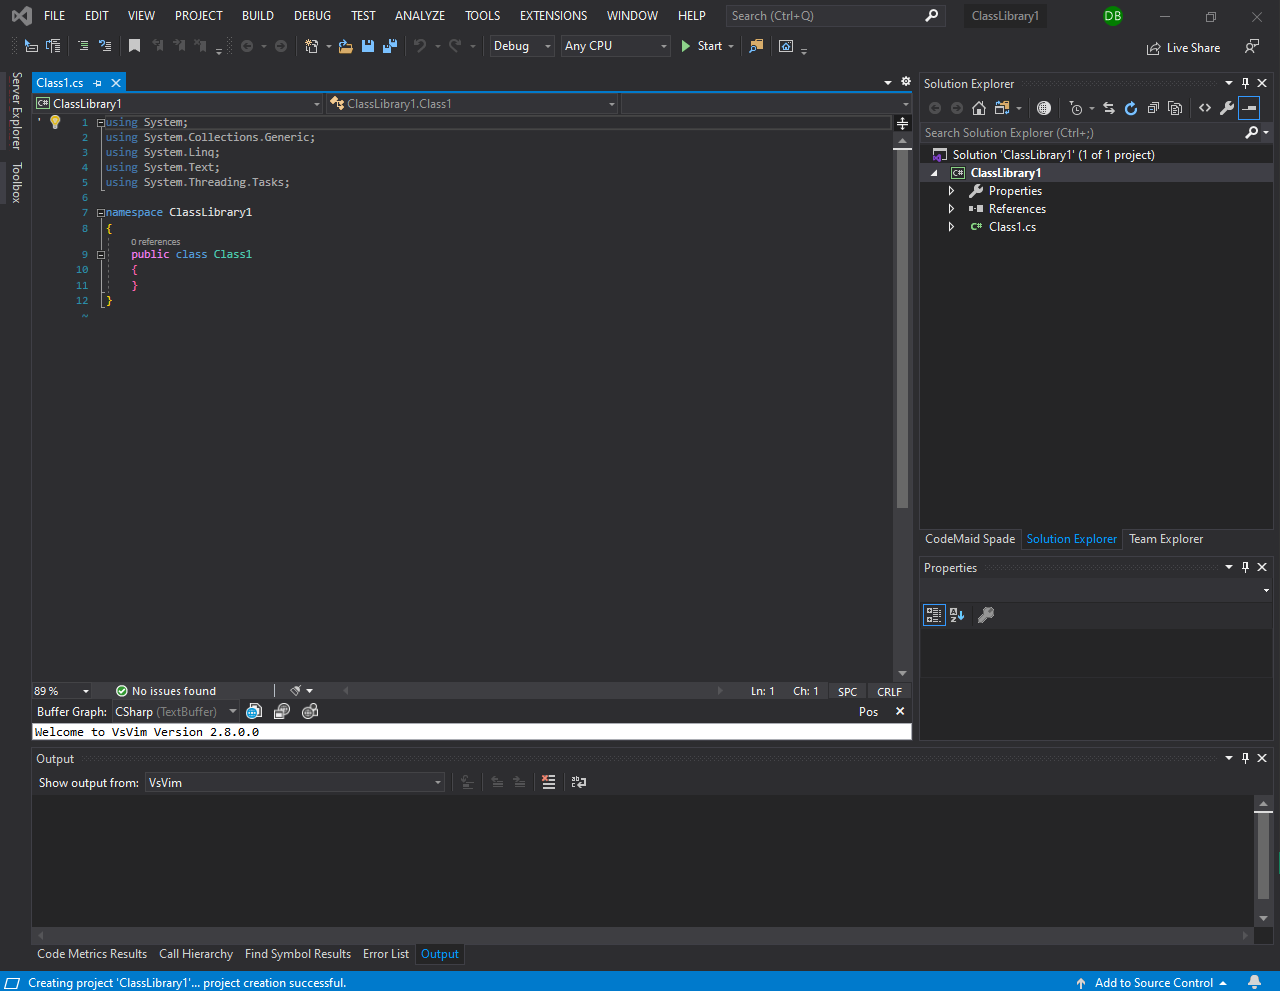 FILE EDIT VIEW PROJECT BUILD DEBUG TEST ANALYZE TOOLS EXTENSIONS WINDOW HELP Search (Ctrl+Q) ClassLibrary1 DB
Debug Any CPU Start Live Share
Server Explorer
Toolbox
Class1.cs
C# ClassLibrary1 ClassLibrary1.Class1
1 using System;
2 using System.Collections.Generic;
3 using System.Linq;
4 using System.Text;
5 using System.Threading.Tasks;
6
7 namespace ClassLibrary1
8 {
0 references
9 public class Class1
10 {
11 }
12 }
~
89 % No issues found Ln: 1 Ch: 1 SPC CRLF
Buffer Graph: CSharp (TextBuffer) Pos
Welcome to VsVim Version 2.8.0.0
Solution Explorer
Search Solution Explorer (Ctrl+;)
Solution 'ClassLibrary1' (1 of 1 project)
C# ClassLibrary1
Properties
References
C# Class1.cs
CodeMaid Spade Solution Explorer Team Explorer
Properties
Output
Show output from: VsVim
Code Metrics Results Call Hierarchy Find Symbol Results Error List Output
Creating project 'ClassLibrary1'... project creation successful. Add to Source Control